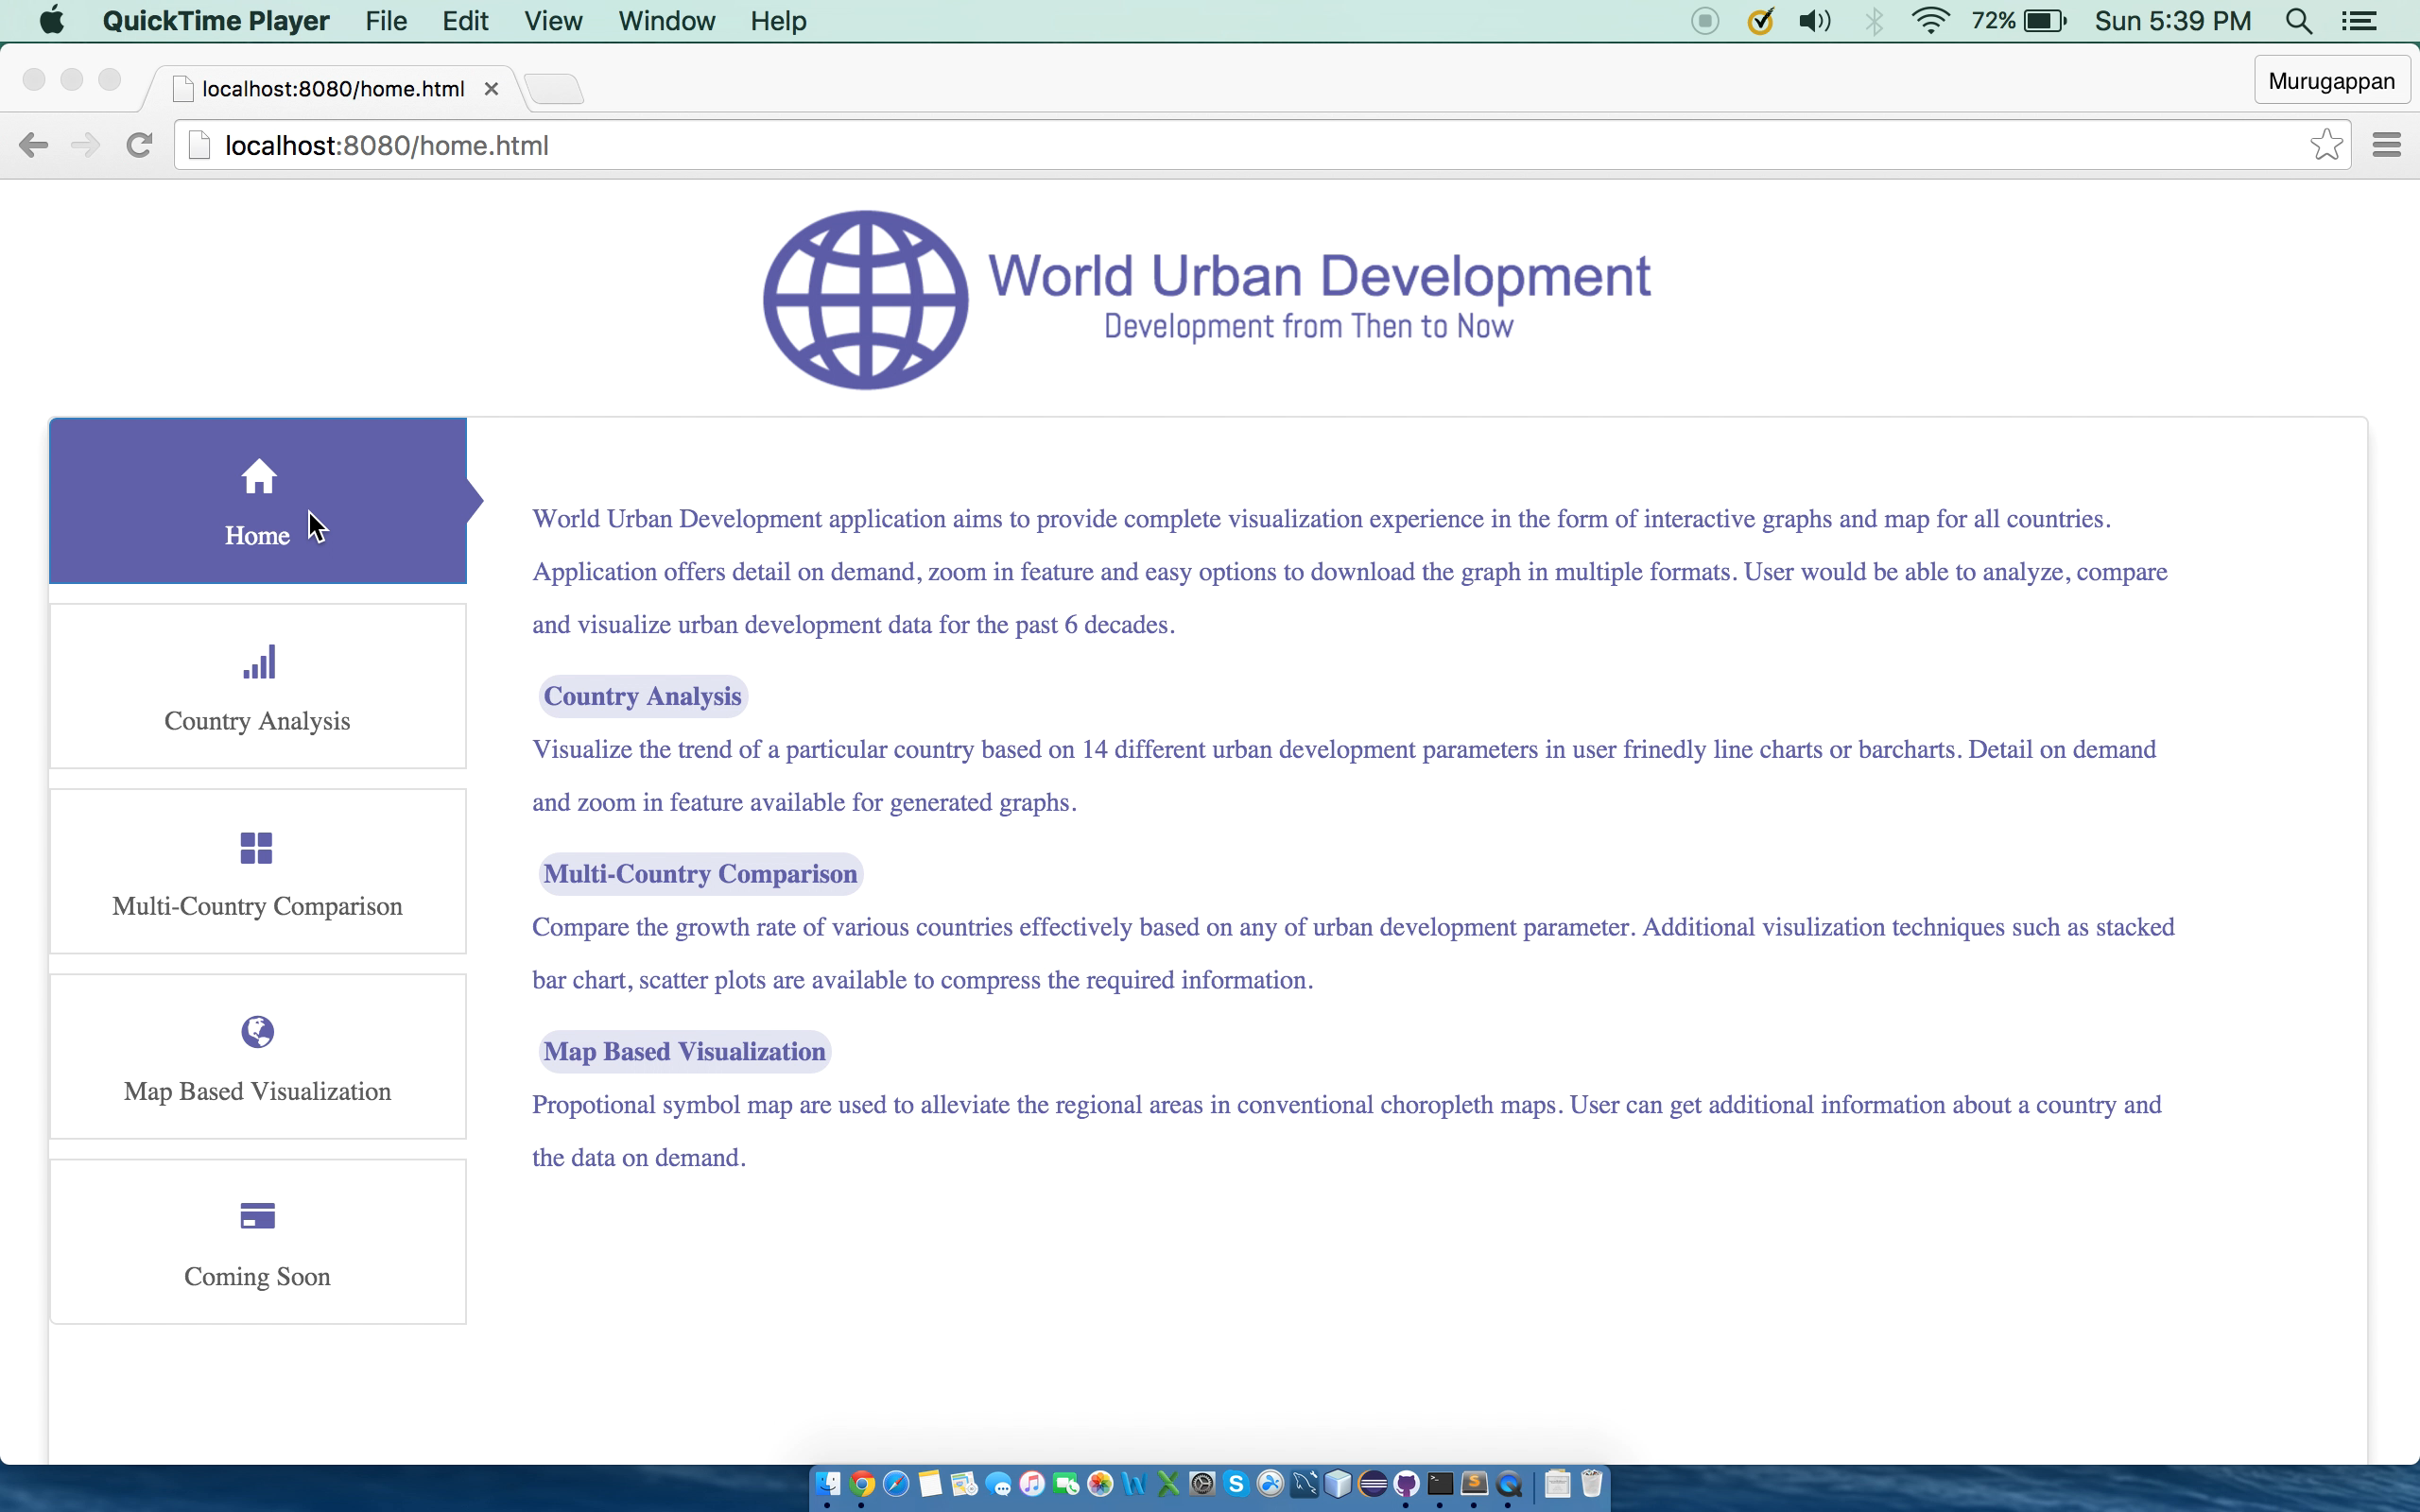 QuickTime Player File Edit View Window Help 72% Sun 5:39 PM
localhost:8080/home.html Murugappan
localhost:8080/home.html
World Urban Development
Development from Then to Now
Home
Country Analysis
Multi-Country Comparison
Map Based Visualization
Coming Soon
World Urban Development application aims to provide complete visualization experience in the form of interactive graphs and map for all countries.
Application offers detail on demand, zoom in feature and easy options to download the graph in multiple formats. User would be able to analyze, compare
and visualize urban development data for the past 6 decades.
Country Analysis
Visualize the trend of a particular country based on 14 different urban development parameters in user frinedly line charts or barcharts. Detail on demand
and zoom in feature available for generated graphs.
Multi-Country Comparison
Compare the growth rate of various countries effectively based on any of urban development parameter. Additional visulization techniques such as stacked
bar chart, scatter plots are available to compress the required information.
Map Based Visualization
Propotional symbol map are used to alleviate the regional areas in conventional choropleth maps. User can get additional information about a country and
the data on demand.